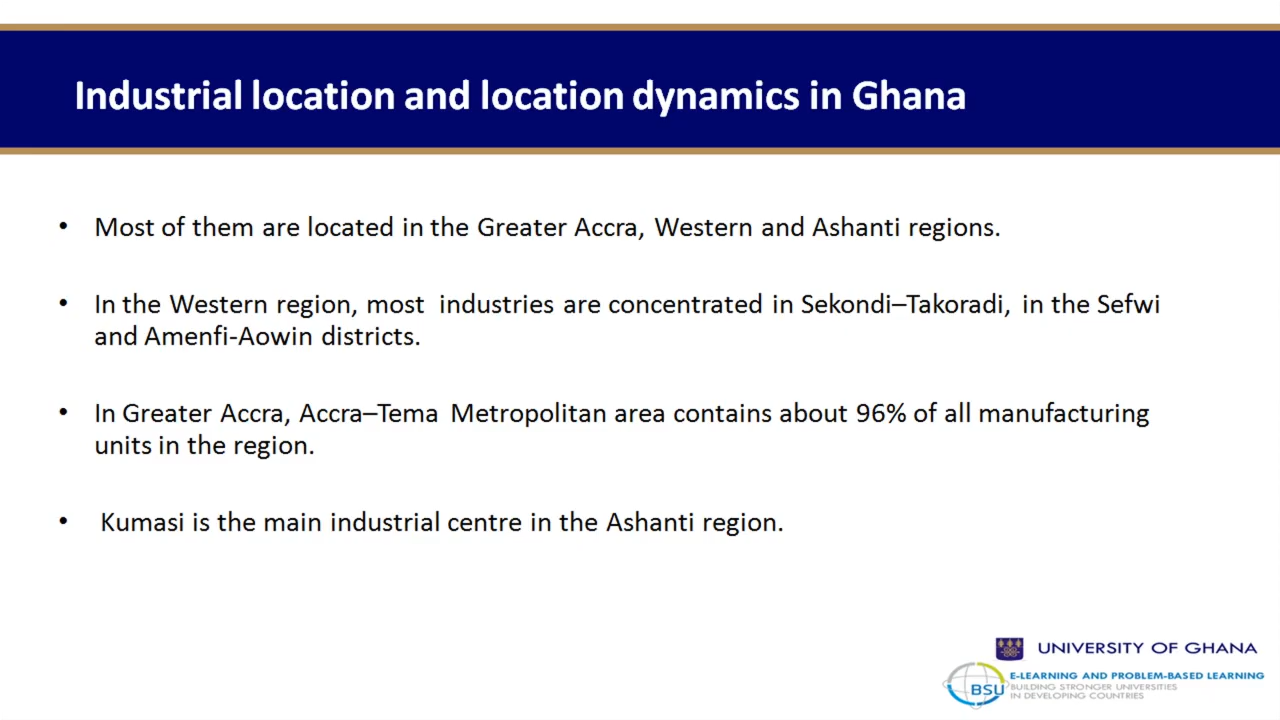 Industrial location and location dynamics in Ghana
• Most of them are located in the Greater Accra, Western and Ashanti regions.
• In the Western region, most industries are concentrated in Sekondi–Takoradi, in the Sefwi
and Amenfi-Aowin districts.
• In Greater Accra, Accra–Tema Metropolitan area contains about 96% of all manufacturing
units in the region.
• Kumasi is the main industrial centre in the Ashanti region.
UNIVERSITY OF GHANA
BSU
E-LEARNING AND PROBLEM-BASED LEARNING
BUILDING STRONGER UNIVERSITIES
IN DEVELOPING COUNTRIES